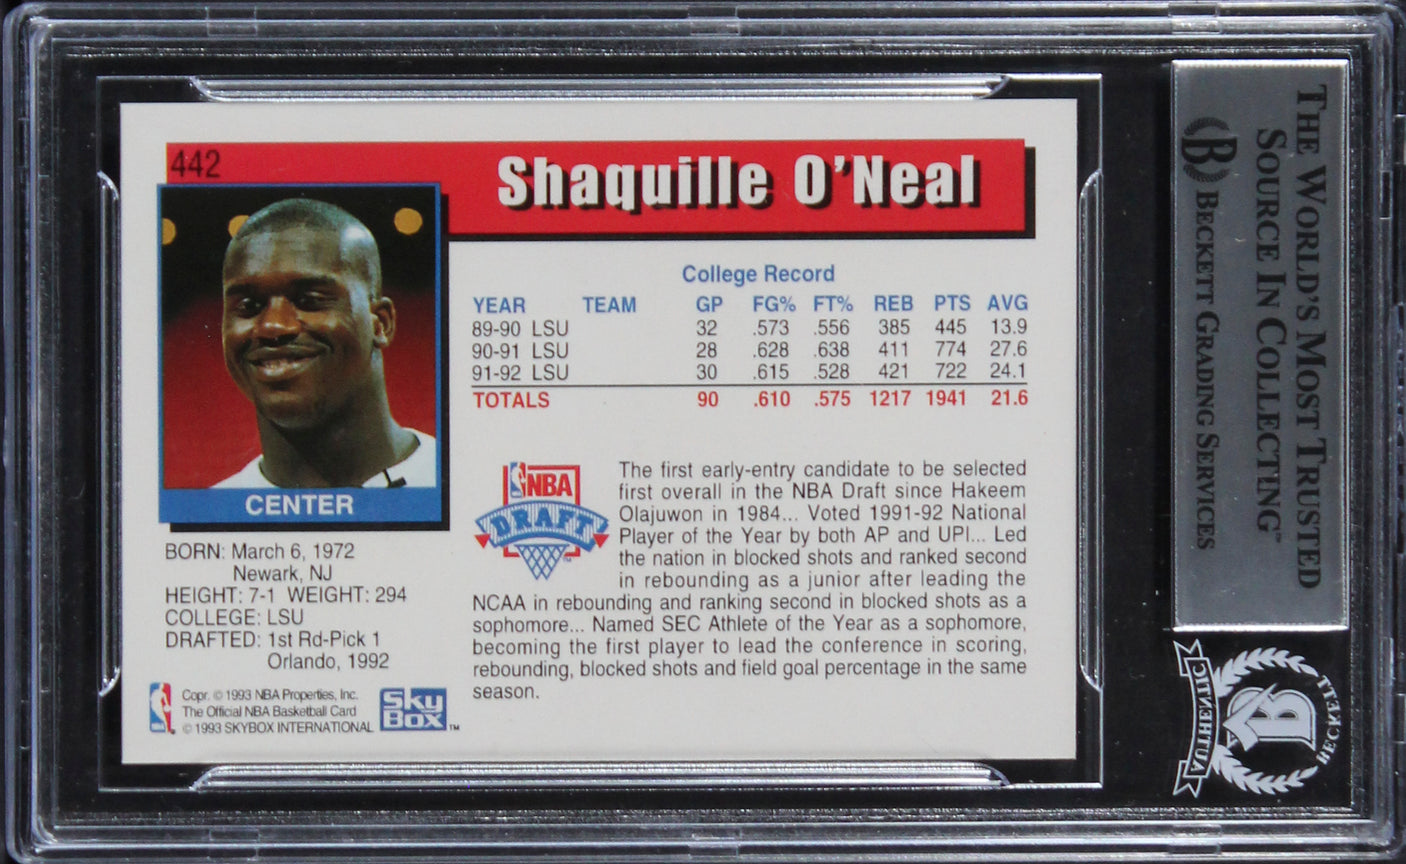 442
Shaquille O'Neal
CENTER
BORN: March 6, 1972
Newark, NJ
HEIGHT: 7-1 WEIGHT: 294
COLLEGE: LSU
DRAFTED: 1st Rd-Pick 1
Orlando, 1992
College Record
YEAR TEAM GP FG% FT% REB PTS AVG
89-90 LSU 32 .573 .556 385 445 13.9
90-91 LSU 28 .628 .638 411 774 27.6
91-92 LSU 30 .615 .528 421 722 24.1
TOTALS 90 .610 .575 1217 1941 21.6
NBA
DRAFT
The first early-entry candidate to be selected
first overall in the NBA Draft since Hakeem
Olajuwon in 1984... Voted 1991-92 National
Player of the Year by both AP and UPI... Led
the nation in blocked shots and ranked second
in rebounding as a junior after leading the
NCAA in rebounding and ranking second in blocked shots as a
sophomore... Named SEC Athlete of the Year as a sophomore,
becoming the first player to lead the conference in scoring,
rebounding, blocked shots and field goal percentage in the same
season.
NBA
Copr. © 1993 NBA Properties, Inc.
The Official NBA Basketball Card
© 1993 SKYBOX INTERNATIONAL
SkyBox™
THE WORLD'S MOST TRUSTED
SOURCE IN COLLECTING™
B BECKETT GRADING SERVICES
AUTHENTIC
B
BECKETT